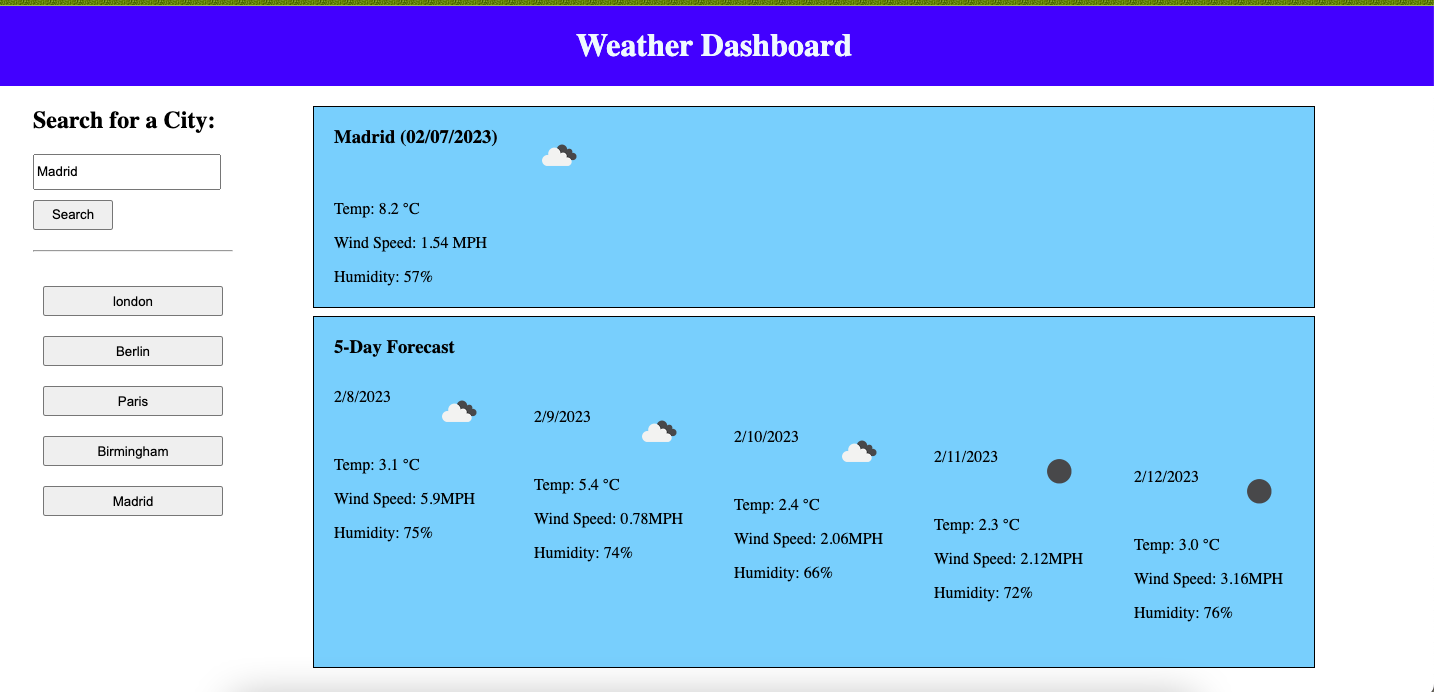 Weather Dashboard
Search for a City:
Madrid
Search
london
Berlin
Paris
Birmingham
Madrid
Madrid (02/07/2023)
Temp: 8.2 °C
Wind Speed: 1.54 MPH
Humidity: 57%
5-Day Forecast
2/8/2023
Temp: 3.1 °C
Wind Speed: 5.9MPH
Humidity: 75%
2/9/2023
Temp: 5.4 °C
Wind Speed: 0.78MPH
Humidity: 74%
2/10/2023
Temp: 2.4 °C
Wind Speed: 2.06MPH
Humidity: 66%
2/11/2023
Temp: 2.3 °C
Wind Speed: 2.12MPH
Humidity: 72%
2/12/2023
Temp: 3.0 °C
Wind Speed: 3.16MPH
Humidity: 76%